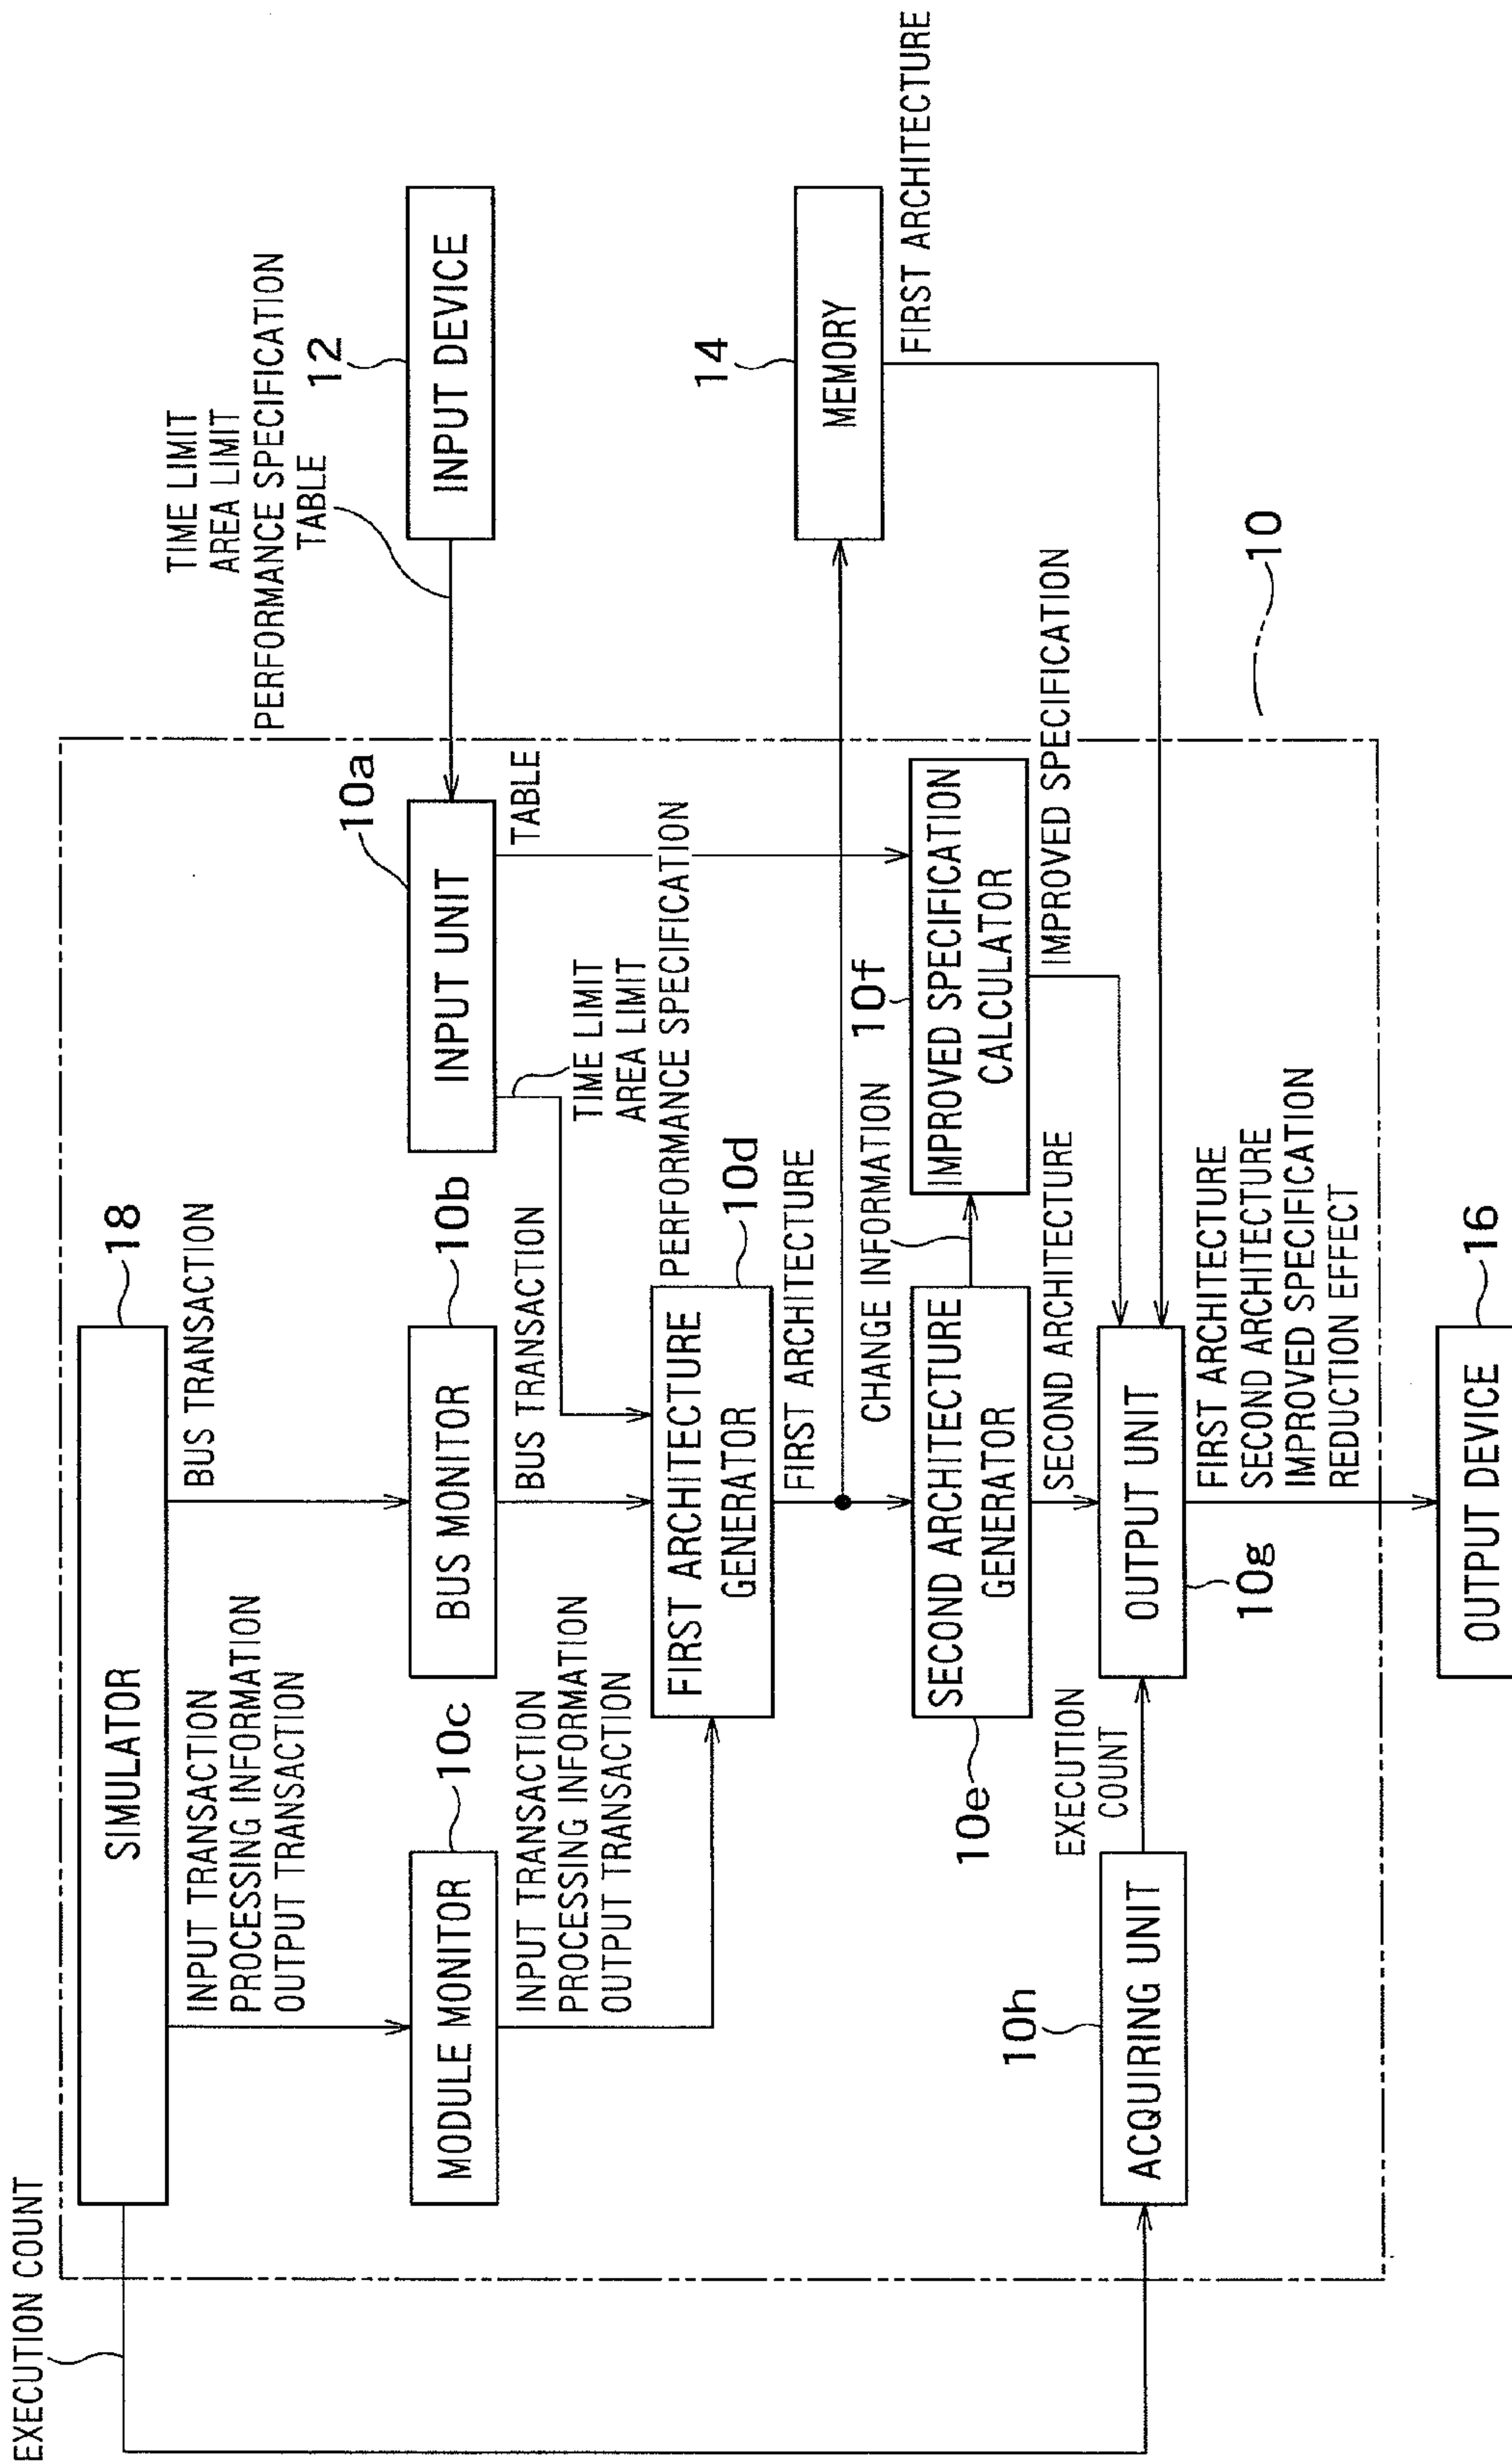 EXECUTION COUNT
SIMULATOR
18
INPUT TRANSACTION
PROCESSING INFORMATION
OUTPUT TRANSACTION
BUS TRANSACTION
TIME LIMIT
AREA LIMIT
PERFORMANCE SPECIFICATION
TABLE
12
INPUT DEVICE
10c
MODULE MONITOR
10b
BUS MONITOR
10a
INPUT UNIT
INPUT TRANSACTION
PROCESSING INFORMATION
OUTPUT TRANSACTION
BUS TRANSACTION
TIME LIMIT
AREA LIMIT
PERFORMANCE SPECIFICATION
TABLE
10d
FIRST ARCHITECTURE
GENERATOR
FIRST ARCHITECTURE
14
MEMORY
FIRST ARCHITECTURE
CHANGE INFORMATION
10e
SECOND ARCHITECTURE
GENERATOR
10f
IMPROVED SPECIFICATION
CALCULATOR
SECOND ARCHITECTURE
IMPROVED SPECIFICATION
10h
ACQUIRING UNIT
EXECUTION
COUNT
OUTPUT UNIT
10g
FIRST ARCHITECTURE
SECOND ARCHITECTURE
IMPROVED SPECIFICATION
REDUCTION EFFECT
10
OUTPUT DEVICE
16